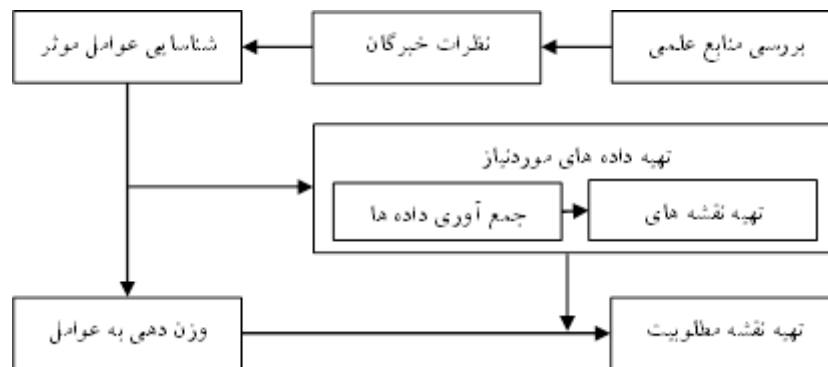 بررسی منابع علمی
نظرات خبرگان
شناسایی عوامل موثر
تهیه داده های موردنیاز
جمع آوری داده ها
تهیه نقشه های
وزن دهی به عوامل
تهیه نقشه مطلوبیت